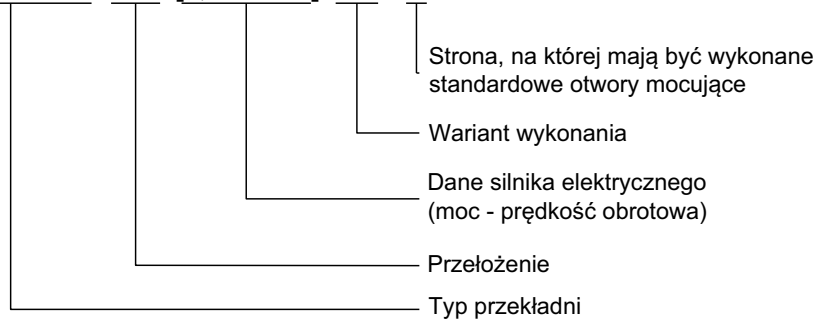 Strona, na której mają być wykonane
standardowe otwory mocujące
Wariant wykonania
Dane silnika elektrycznego
(moc - prędkość obrotowa)
Przełożenie
Typ przekładni